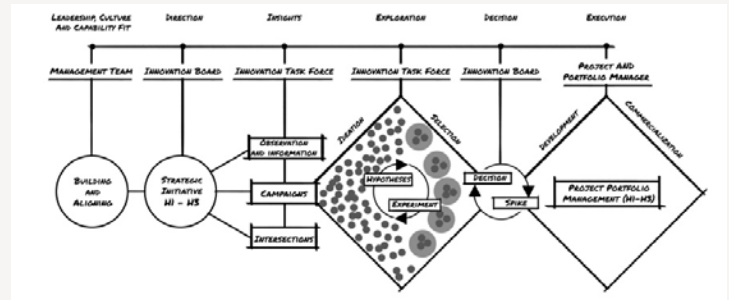 LEADERSHIP, CULTURE
AND CAPABILITY FIT
DIRECTION
INSIGHTS
EXPLORATION
DECISION
EXECUTION
MANAGEMENT TEAM
INNOVATION BOARD
INNOVATION TASK FORCE
INNOVATION TASK FORCE
INNOVATION BOARD
PROJECT AND
PORTFOLIO MANAGER
BUILDING
AND
ALIGNING
STRATEGIC
INITIATIVE
H1 – H3
OBSERVATION
AND INFORMATION
CAMPAIGNS
INTERSECTIONS
IDEATION
SELECTION
HYPOTHESES
EXPERIMENT
DECISION
SPIKE
DEVELOPMENT
COMMERCIALIZATION
PROJECT PORTFOLIO
MANAGEMENT (H1-H3)